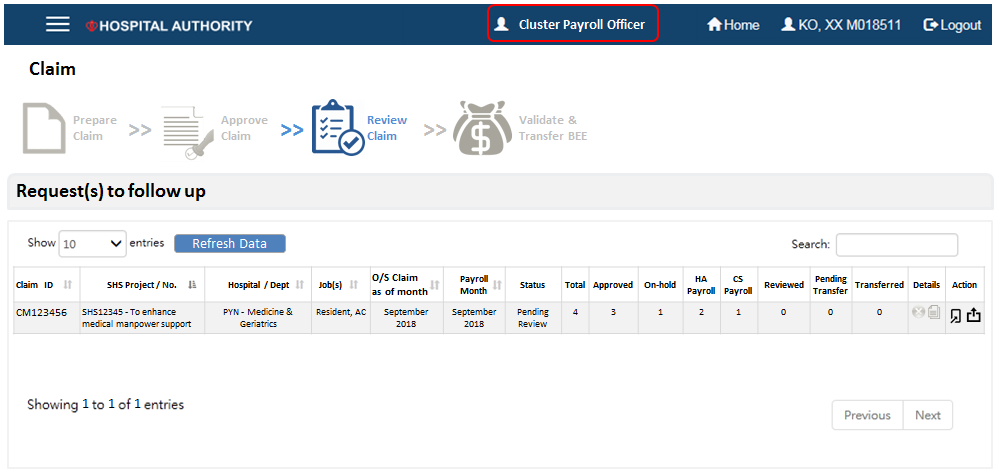 HOSPITAL AUTHORITY Cluster Payroll Officer Home KO, XX M018511 Logout
Claim
Prepare
Claim
>>
Approve
Claim
>>
Review
Claim
>>
Validate &
Transfer BEE
Request(s) to follow up
Show 10 entries Refresh Data Search:
Claim ID SHS Project / No. Hospital / Dept Job(s) O/S Claim as of month Payroll Month Status Total Approved On-hold HA Payroll CS Payroll Reviewed Pending Transfer Transferred Details Action
CM123456 SHS12345 - To enhance medical manpower support PYN - Medicine & Geriatrics Resident, AC September 2018 September 2018 Pending Review 4 3 1 2 1 0 0 0
Showing 1 to 1 of 1 entries
Previous Next